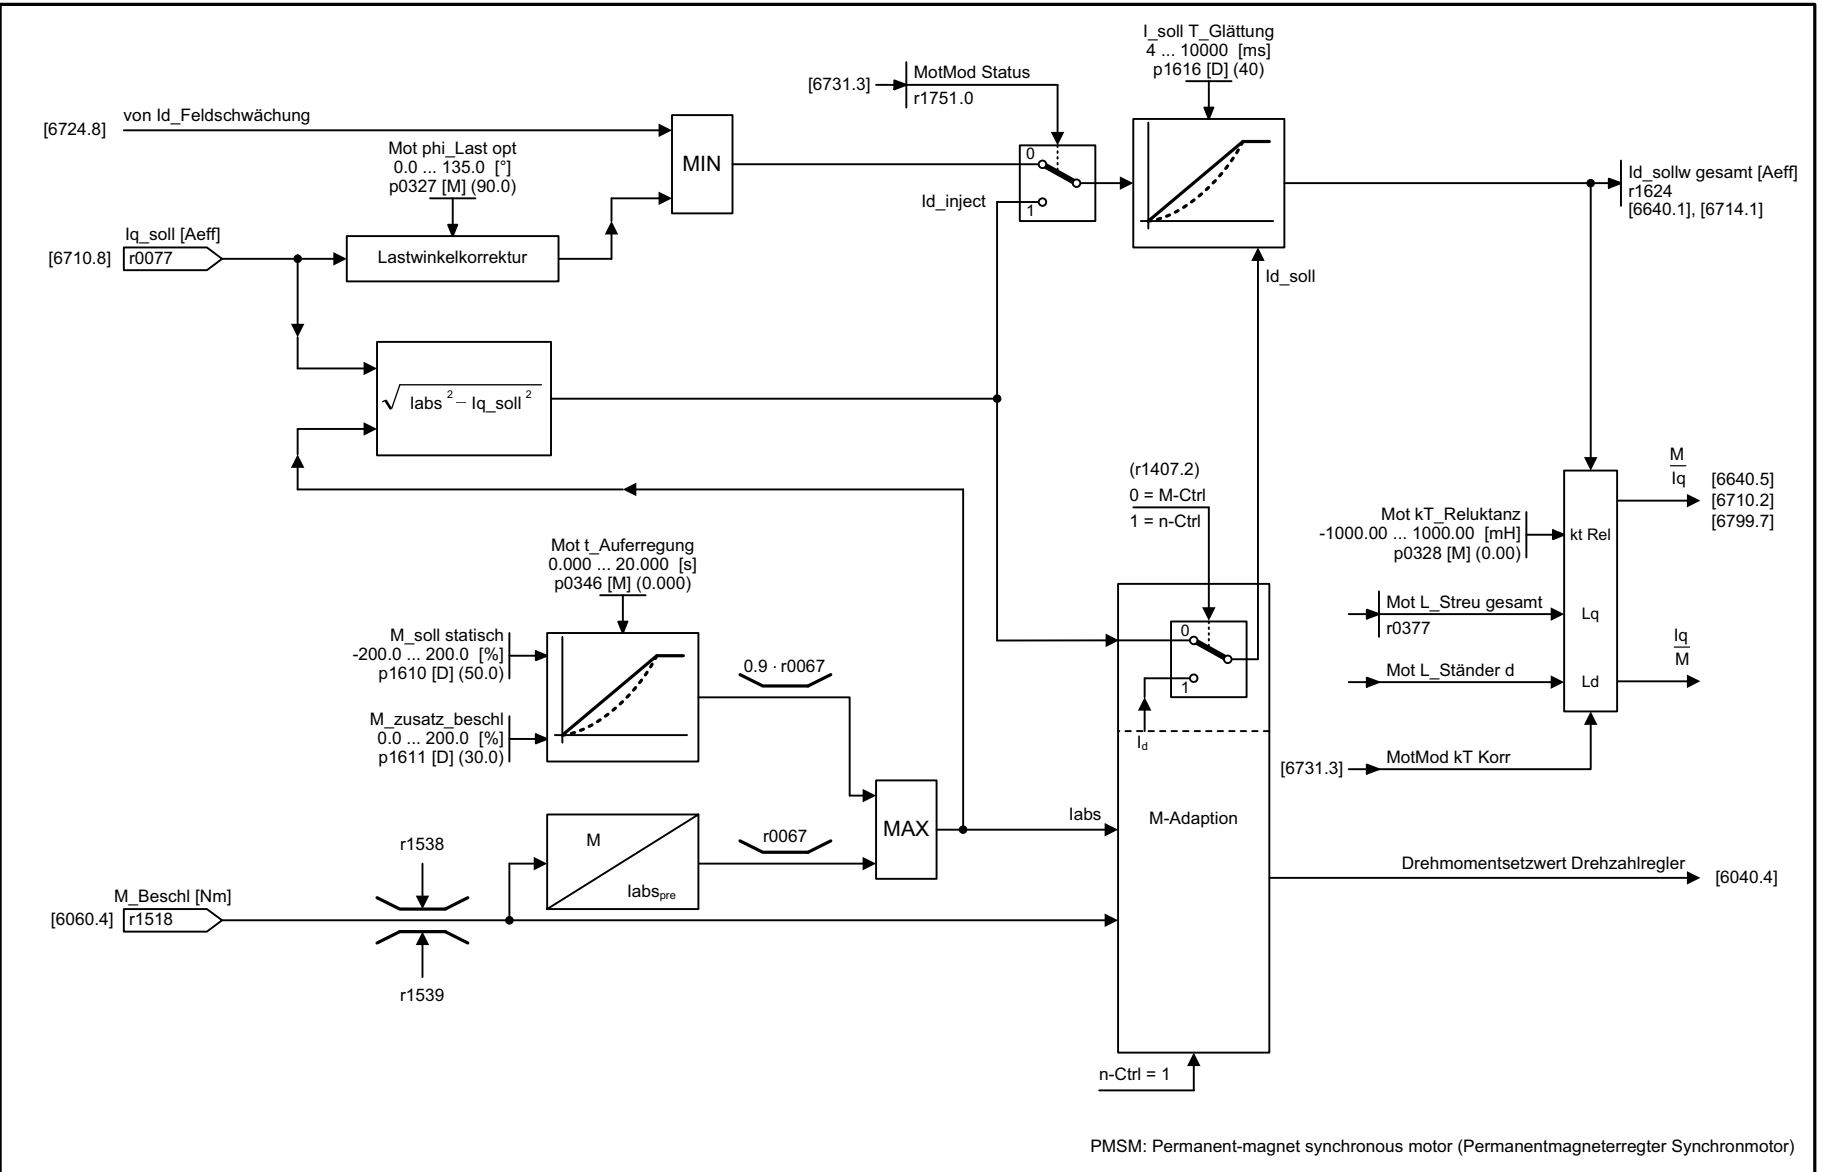 I_soll T_Glättung
4 ... 10000 [ms]
p1616 [D] (40)
[6731.3]
MotMod Status
r1751.0
[6724.8]
von Id_Feldschwächung
Mot phi_Last opt
0.0 ... 135.0 [°]
p0327 [M] (90.0)
MIN
0
1
Id_inject
Id_sollw gesamt [Aeff]
r1624
[6640.1], [6714.1]
Iq_soll [Aeff]
[6710.8]
r0077
Lastwinkelkorrektur
Id_soll
√ Iabs 2 – Iq_soll 2
(r1407.2)
0 = M-Ctrl
1 = n-Ctrl
M
Iq
[6640.5]
[6710.2]
[6799.7]
Mot kT_Reluktanz
-1000.00 ... 1000.00 [mH]
p0328 [M] (0.00)
kt Rel
Mot t_Auferregung
0.000 ... 20.000 [s]
p0346 [M] (0.000)
Mot L_Streu gesamt
r0377
Lq
M_soll statisch
-200.0 ... 200.0 [%]
p1610 [D] (50.0)
0.9 · r0067
0
1
Id
Iq
M
Mot L_Ständer d
Ld
M_zusatz_beschl
0.0 ... 200.0 [%]
p1611 [D] (30.0)
[6731.3]
MotMod kT Korr
M
Iabspre
r0067
MAX
Iabs
M-Adaption
r1538
Drehmomentsetzwert Drehzahlregler
[6040.4]
M_Beschl [Nm]
[6060.4]
r1518
r1539
n-Ctrl = 1
PMSM: Permanent-magnet synchronous motor (Permanentmagneterregter Synchronmotor)